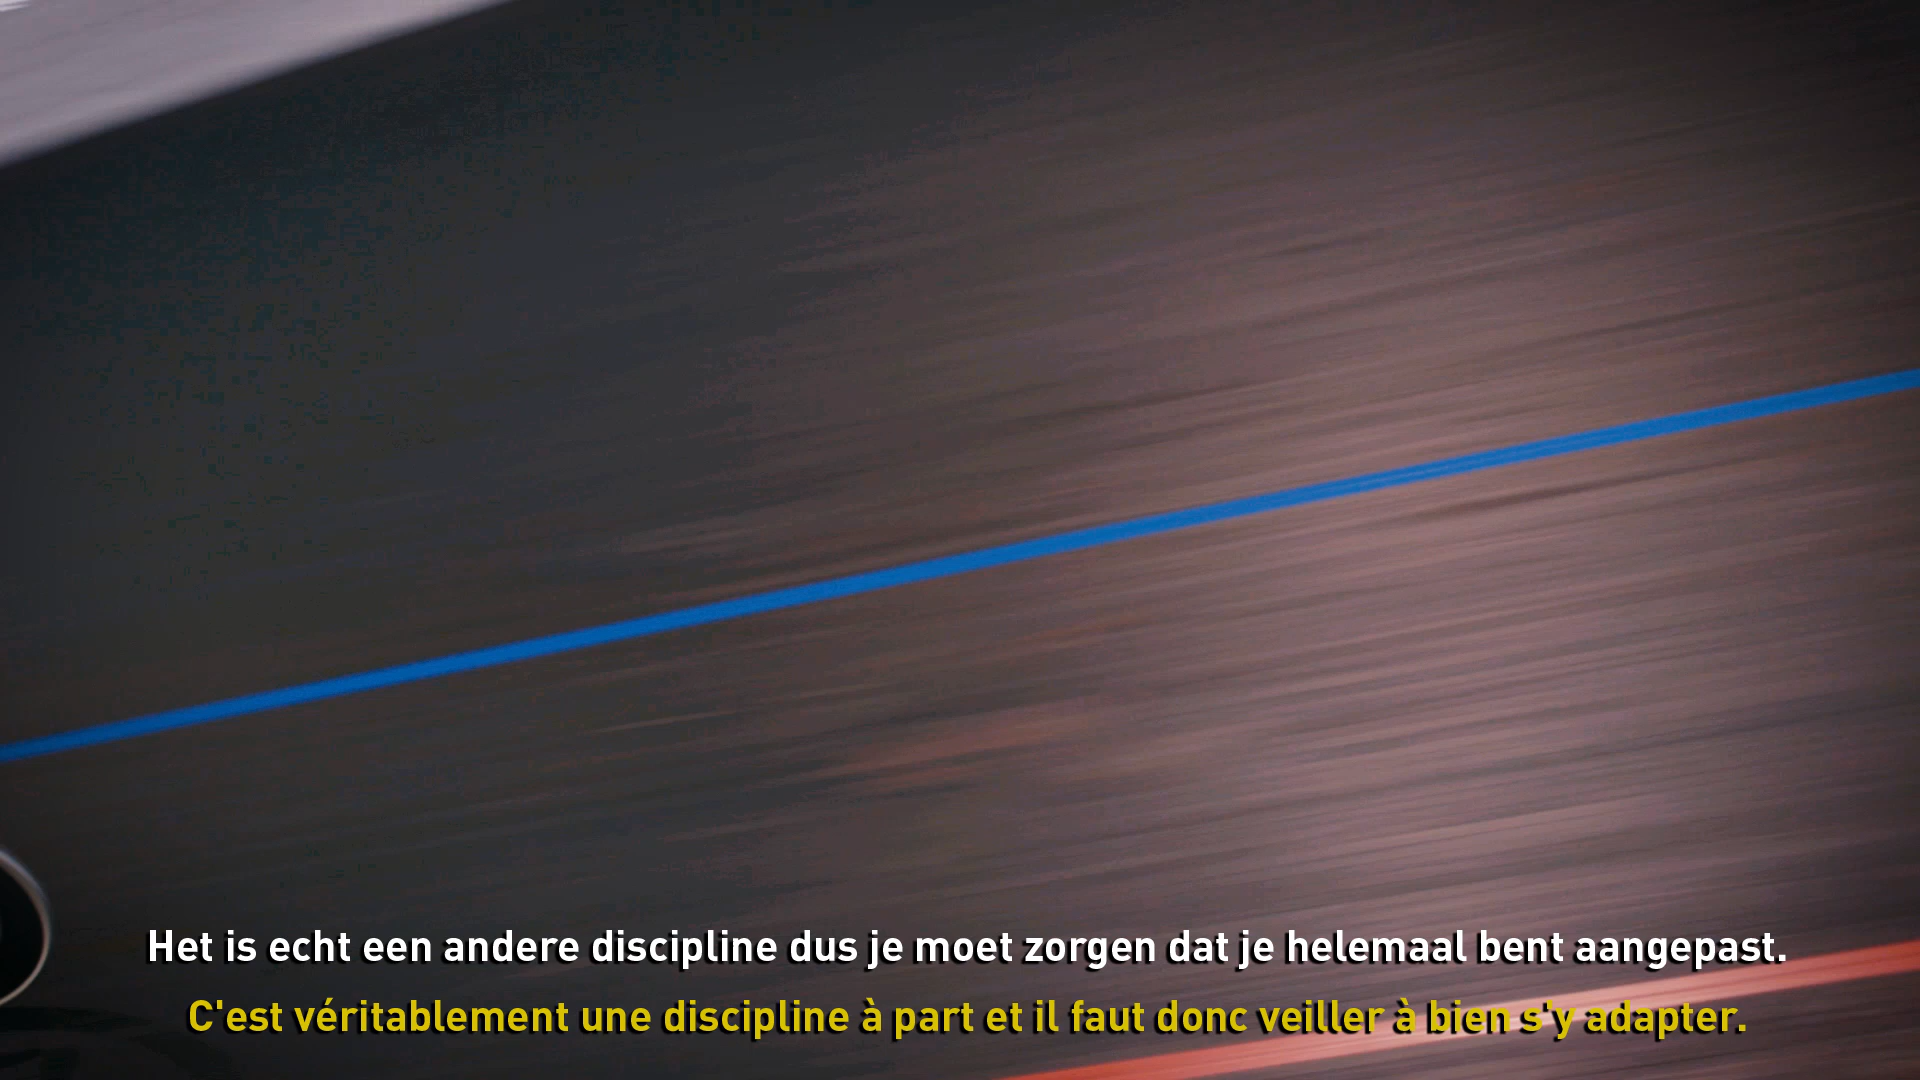 Het is echt een andere discipline dus je moet zorgen dat je helemaal bent aangepast.
C'est véritablement une discipline à part et il faut donc veiller à bien s'y adapter.